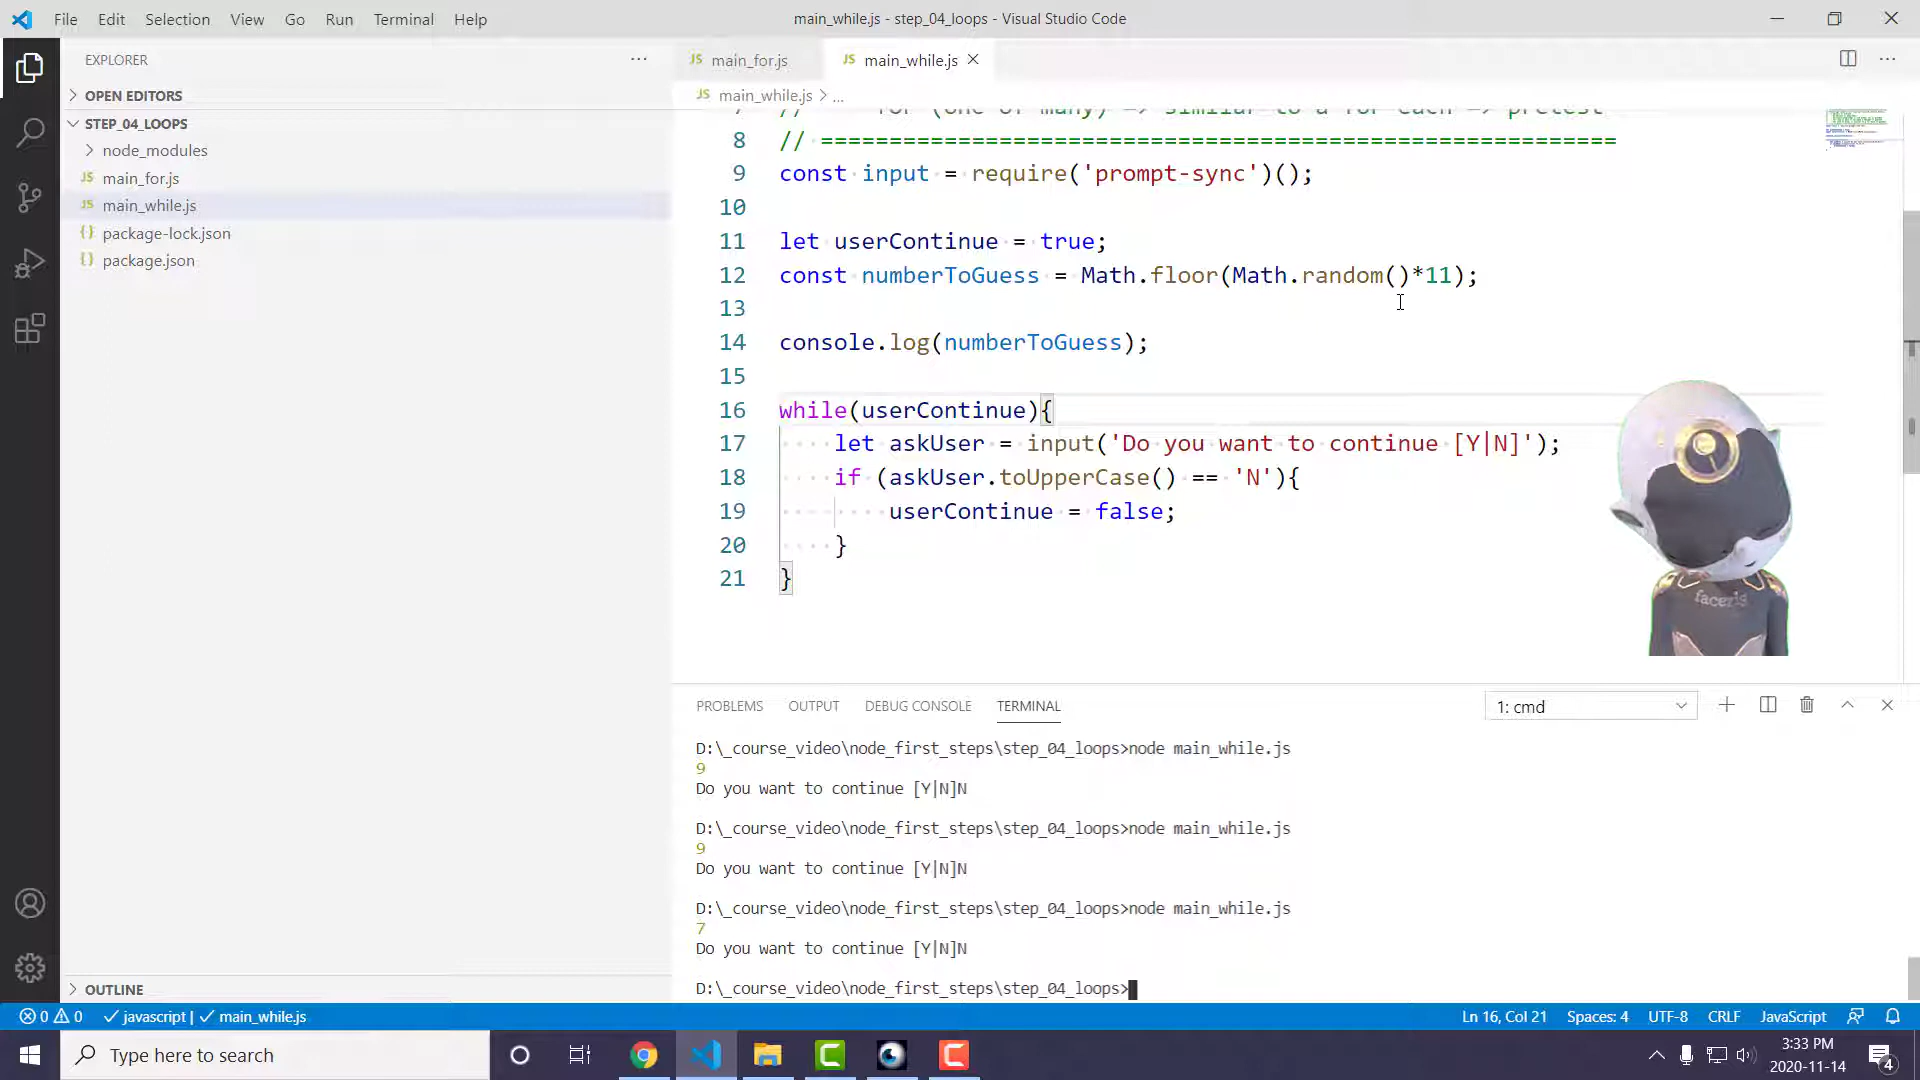 File Edit Selection View Go Run Terminal Help
main_while.js - step_04_loops - Visual Studio Code
EXPLORER
OPEN EDITORS
STEP_04_LOOPS
node_modules
JS main_for.js
JS main_while.js
{} package-lock.json
{} package.json
OUTLINE
JS main_for.js
JS main_while.js
JS main_while.js > ...
7 // for (one of many) => similar to a for each => pretest
8 // ==========================================================
9 const input = require('prompt-sync')();
10
11 let userContinue = true;
12 const numberToGuess = Math.floor(Math.random()*11);
13
14 console.log(numberToGuess);
15
16 while(userContinue){
17 let askUser = input('Do you want to continue [Y|N]');
18 if (askUser.toUpperCase() == 'N'){
19 userContinue = false;
20 }
21 }
facerig
PROBLEMS OUTPUT DEBUG CONSOLE TERMINAL
1: cmd
D:\_course_video\node_first_steps\step_04_loops>node main_while.js
9
Do you want to continue [Y|N]N
D:\_course_video\node_first_steps\step_04_loops>node main_while.js
9
Do you want to continue [Y|N]N
D:\_course_video\node_first_steps\step_04_loops>node main_while.js
7
Do you want to continue [Y|N]N
D:\_course_video\node_first_steps\step_04_loops>
0 0 javascript | main_while.js
Ln 16, Col 21 Spaces: 4 UTF-8 CRLF JavaScript
Type here to search
3:33 PM
2020-11-14
4